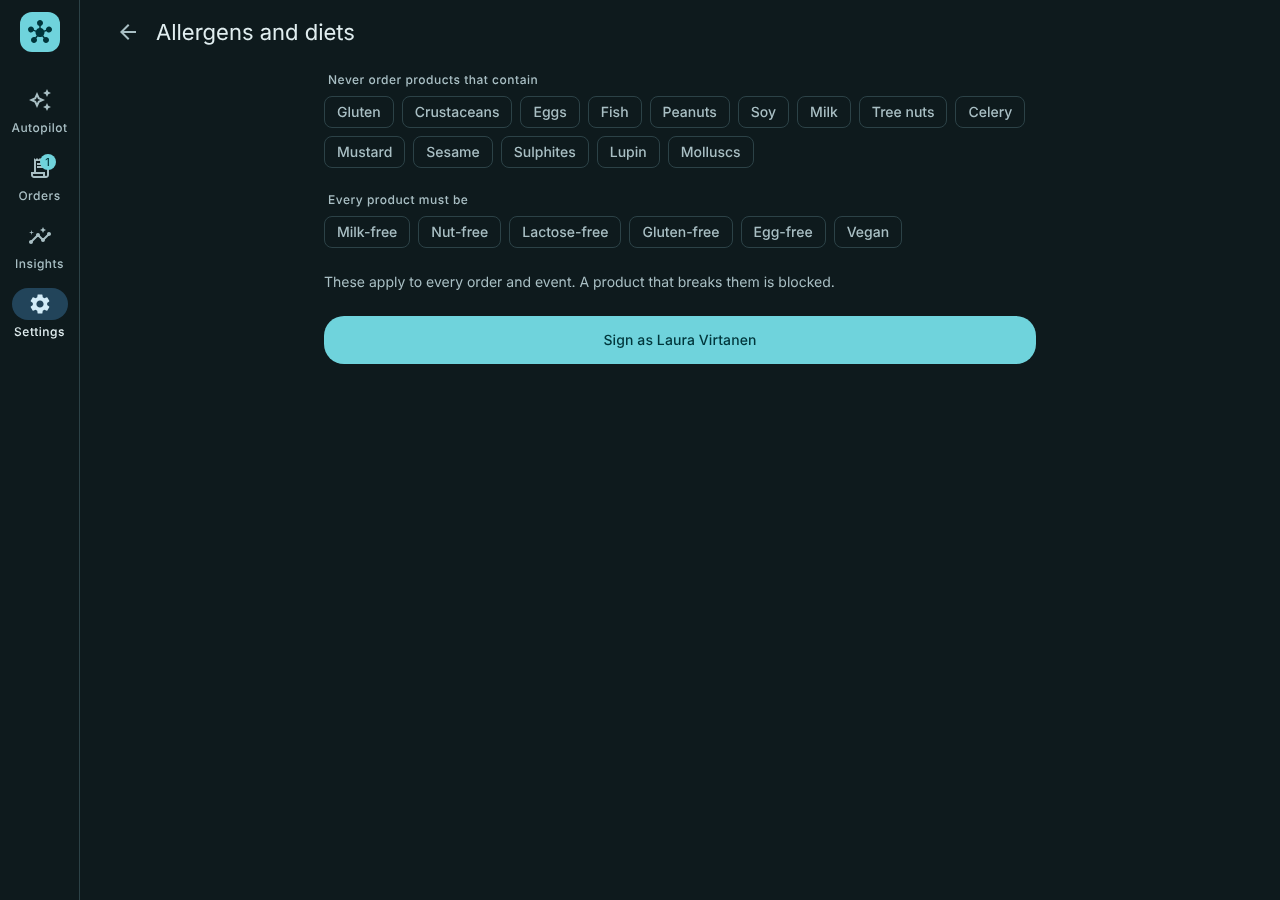 Allergens and diets
Never order products that contain
Gluten Crustaceans Eggs Fish Peanuts Soy Milk Tree nuts Celery
Mustard Sesame Sulphites Lupin Molluscs
Every product must be
Milk-free Nut-free Lactose-free Gluten-free Egg-free Vegan
These apply to every order and event. A product that breaks them is blocked.
Sign as Laura Virtanen
Autopilot
1
Orders
Insights
Settings